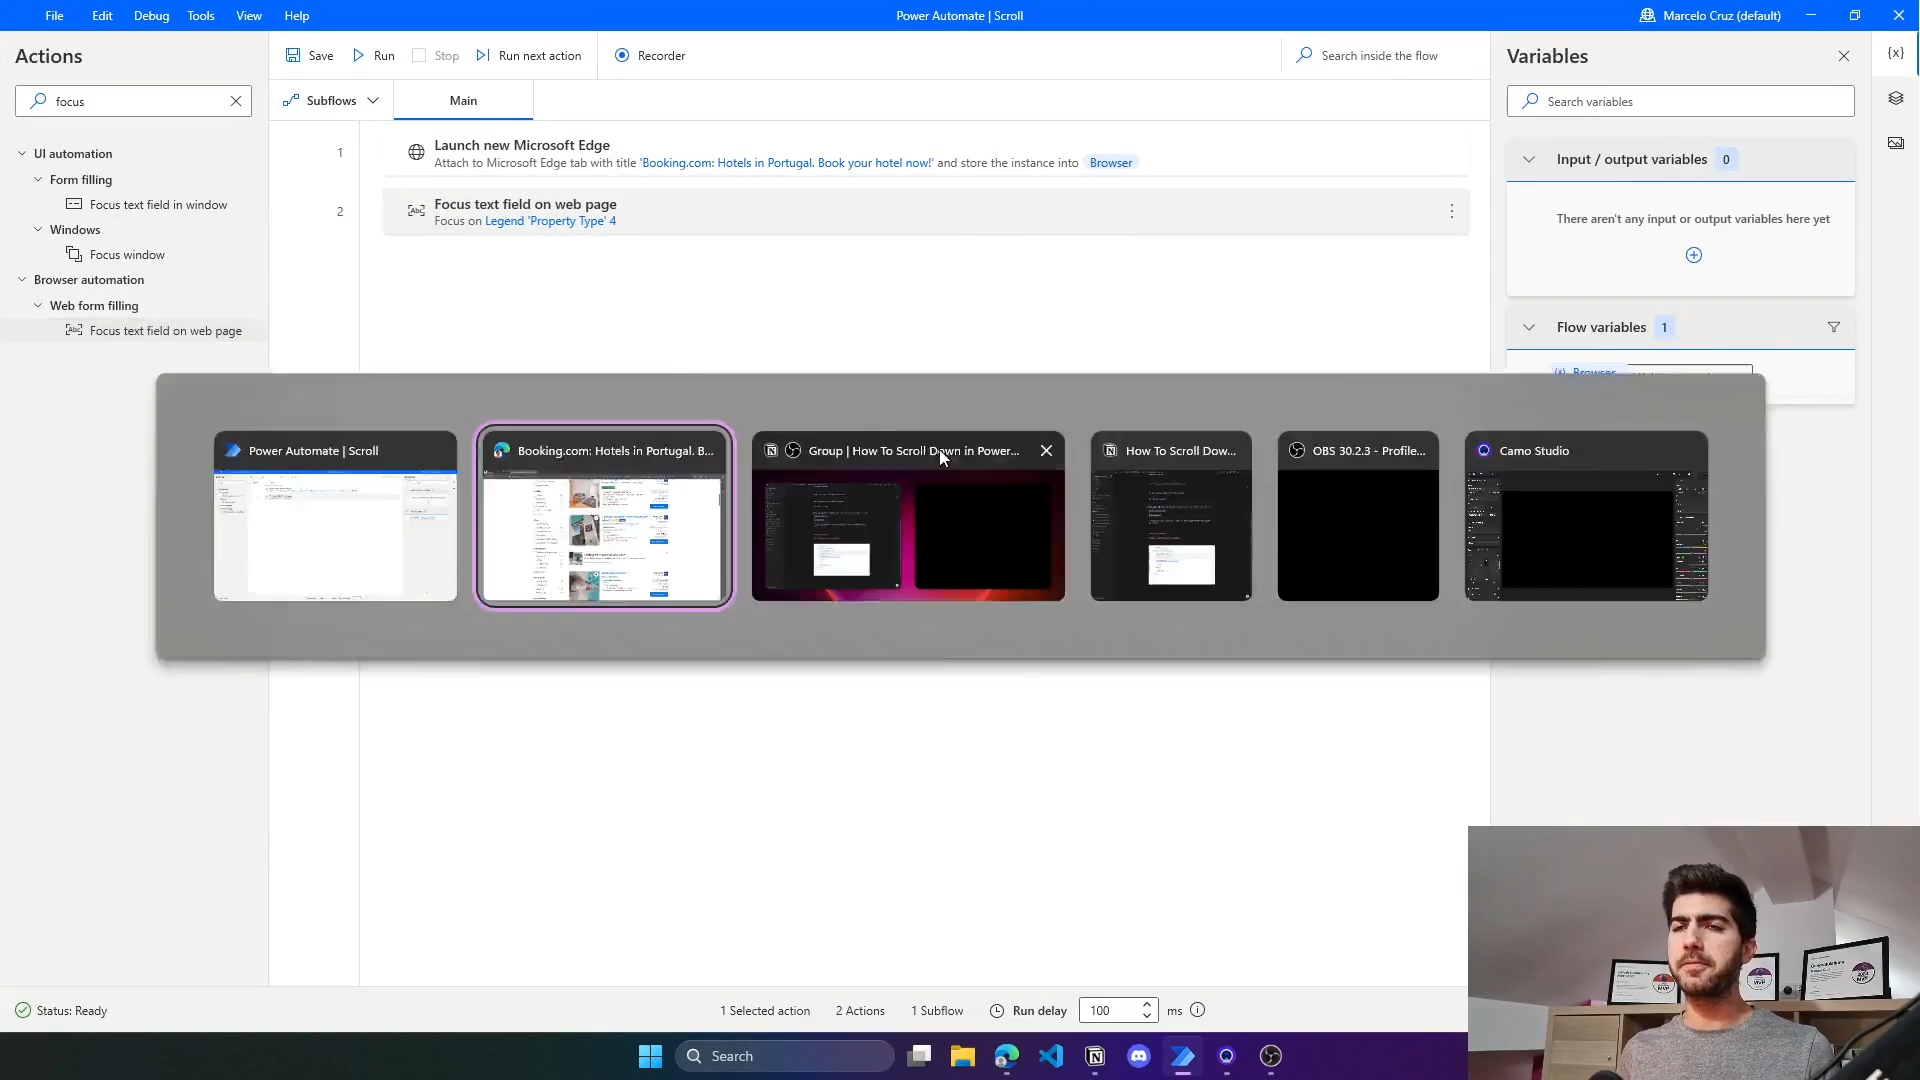 File Edit Debug Tools View Help
Power Automate | Scroll
Marcelo Cruz (default)
Actions
focus
UI automation
Form filling
Focus text field in window
Windows
Focus window
Browser automation
Web form filling
Focus text field on web page
Save Run Stop Run next action Recorder
Search inside the flow
Subflows Main
1
Launch new Microsoft Edge
Attach to Microsoft Edge tab with title 'Booking.com: Hotels in Portugal. Book your hotel now!' and store the instance into Browser
2
Focus text field on web page
Focus on Legend 'Property Type' 4
Variables
{x}
Search variables
Input / output variables 0
There aren't any input or output variables here yet
Flow variables 1
(x) Browser
Power Automate | Scroll
Booking.com: Hotels in Portugal. B...
Group | How To Scroll Down in Power...
How To Scroll Dow...
OBS 30.2.3 - Profile...
Camo Studio
Status: Ready
1 Selected action 2 Actions 1 Subflow Run delay 100 ms
Search